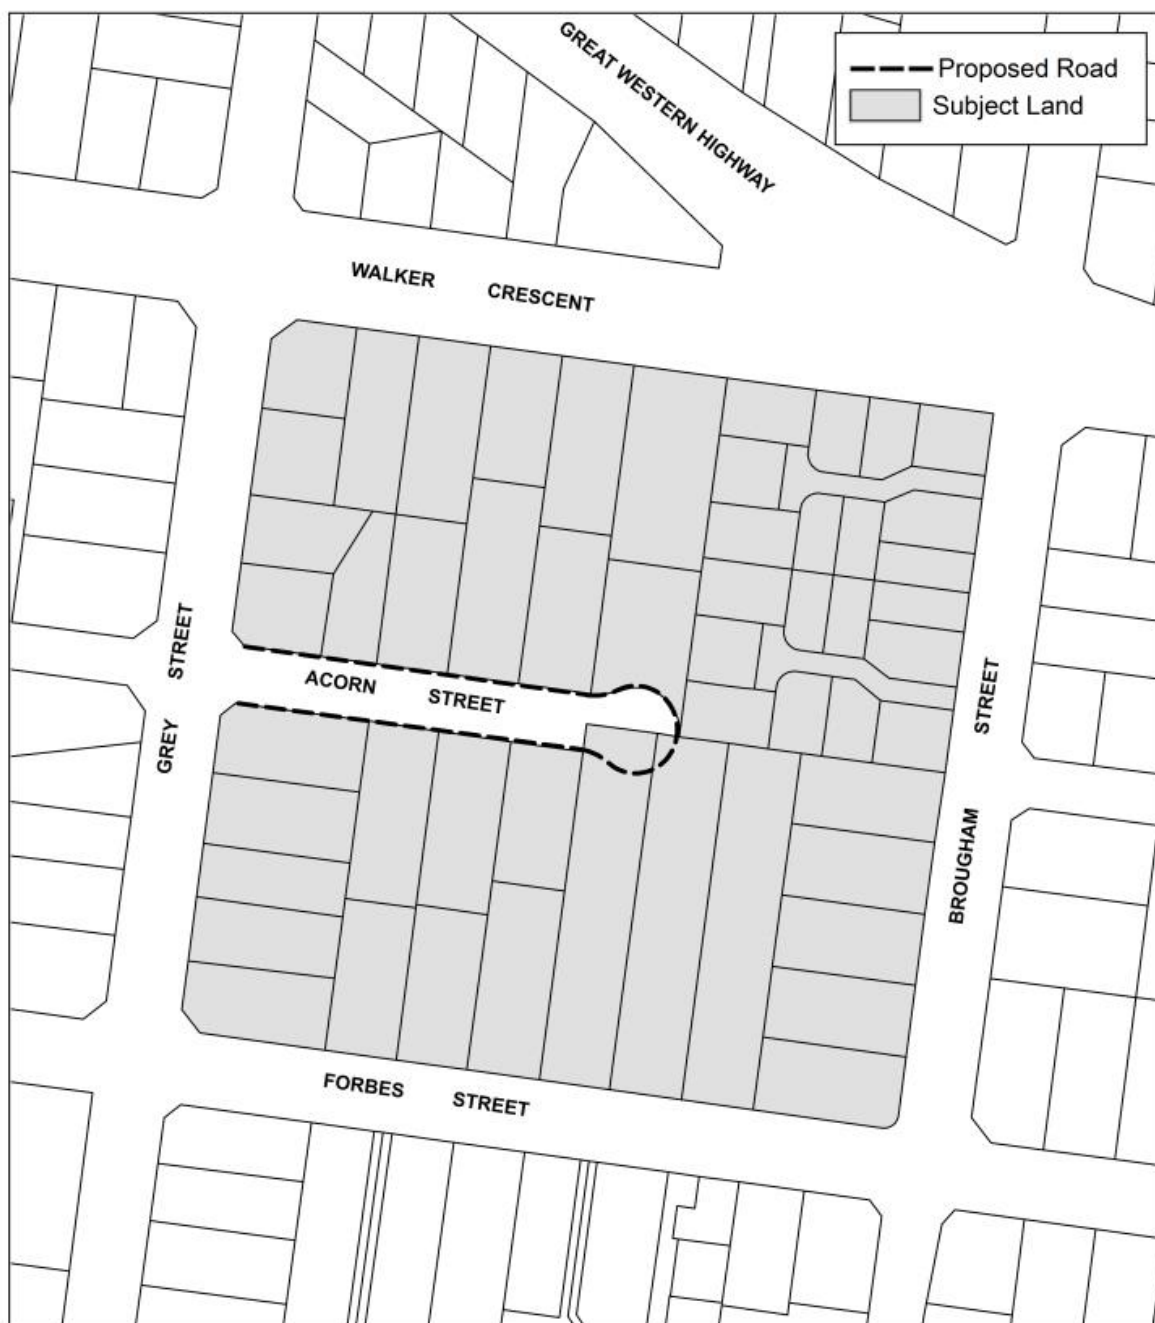 GREAT WESTERN HIGHWAY
Proposed Road
Subject Land
WALKER CRESCENT
GREY STREET
ACORN STREET
BROUGHAM STREET
FORBES STREET